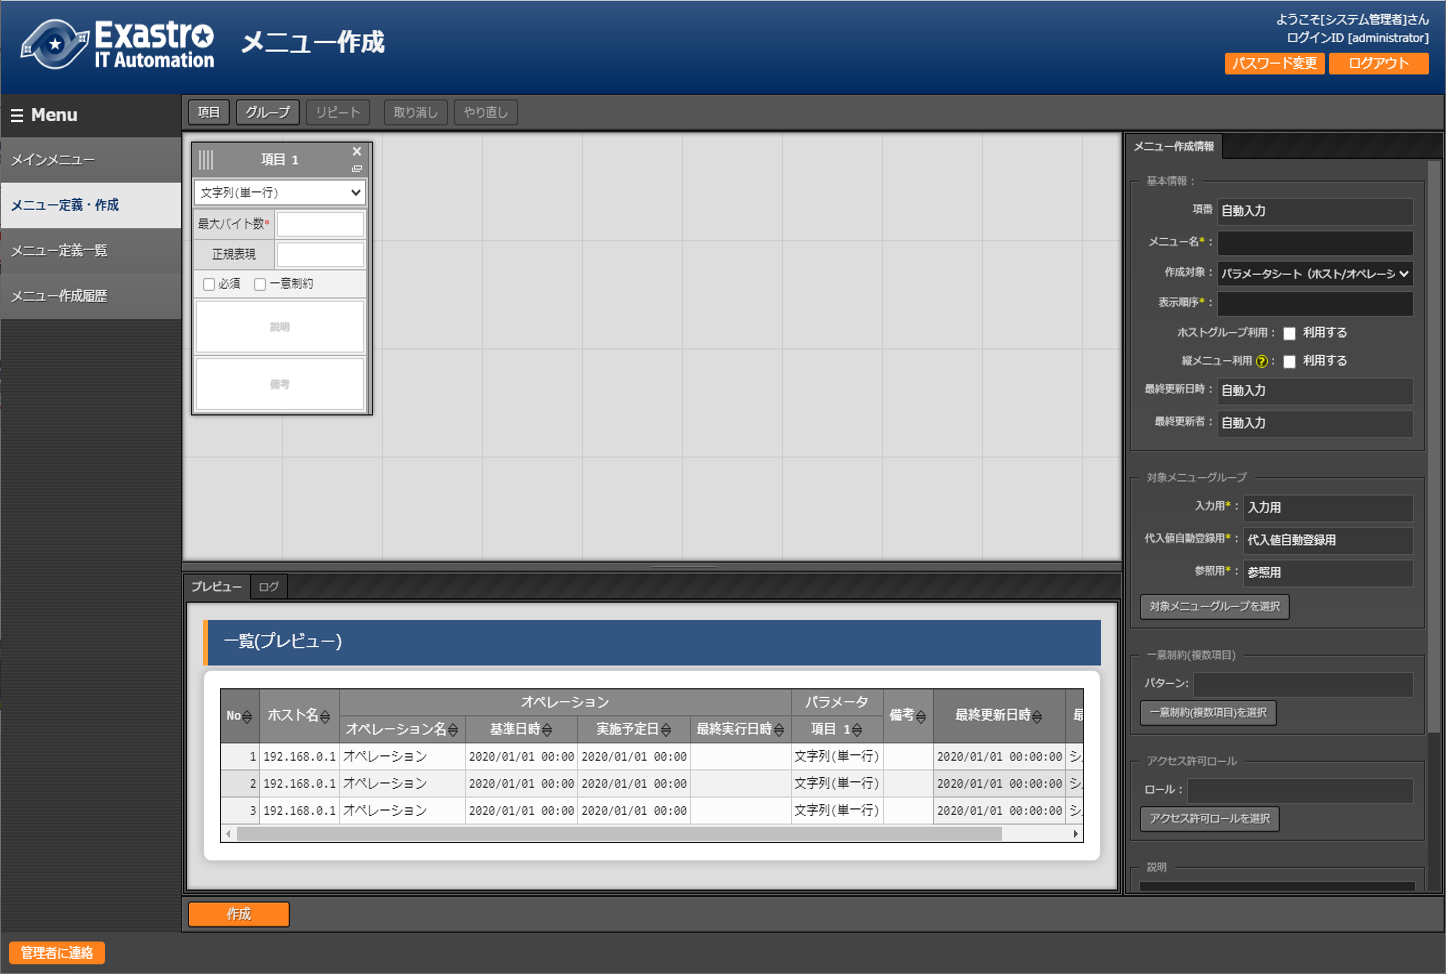 Exastro
IT Automation
メニュー作成
ようこそ[システム管理者]さん
ログインID [administrator]
パスワード変更
ログアウト
Menu
メインメニュー
メニュー定義・作成
メニュー定義一覧
メニュー作成履歴
項目
グループ
リピート
取り消し
やり直し
項目 1
文字列(単一行)
最大バイト数*
正規表現
必須
一意制約
説明
備考
メニュー作成情報
基本情報：
項番
自動入力
メニュー名*：
作成対象：
パラメータシート（ホスト/オペレーシ
表示順序*：
ホストグループ利用：
利用する
縦メニュー利用?：
利用する
最終更新日時：
自動入力
最終更新者：
自動入力
対象メニューグループ
入力用*：
入力用
代入値自動登録用*：
代入値自動登録用
参照用*：
参照用
対象メニューグループを選択
一意制約(複数項目)
パターン:
一意制約(複数項目)を選択
アクセス許可ロール
ロール：
アクセス許可ロールを選択
説明
プレビュー
ログ
一覧(プレビュー)
No ホスト名 オペレーション パラメータ 備考 最終更新日時 最
オペレーション名 基準日時 実施予定日 最終実行日時 項目 1
1 192.168.0.1 オペレーション 2020/01/01 00:00 2020/01/01 00:00 文字列(単一行) 2020/01/01 00:00:00 シ
2 192.168.0.1 オペレーション 2020/01/01 00:00 2020/01/01 00:00 文字列(単一行) 2020/01/01 00:00:00 シ
3 192.168.0.1 オペレーション 2020/01/01 00:00 2020/01/01 00:00 文字列(単一行) 2020/01/01 00:00:00 シ
作成
管理者に連絡